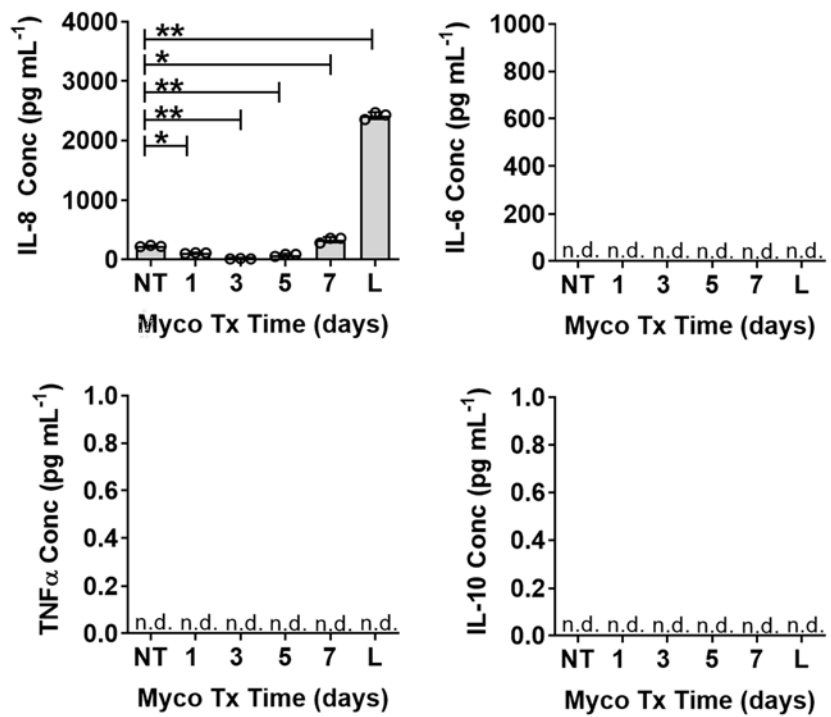 IL-8 Conc (pg mL⁻¹)
4000
3000
2000
1000
0
**
*
**
**
*
NT 1 3 5 7 L
Myco Tx Time (days)
IL-6 Conc (pg mL⁻¹)
1000
800
600
400
200
0
n.d. n.d. n.d. n.d. n.d. n.d.
NT 1 3 5 7 L
Myco Tx Time (days)
TNFα Conc (pg mL⁻¹)
1.0
0.8
0.6
0.4
0.2
0.0
n.d. n.d. n.d. n.d. n.d. n.d.
NT 1 3 5 7 L
Myco Tx Time (days)
IL-10 Conc (pg mL⁻¹)
1.0
0.8
0.6
0.4
0.2
0.0
n.d. n.d. n.d. n.d. n.d. n.d.
NT 1 3 5 7 L
Myco Tx Time (days)